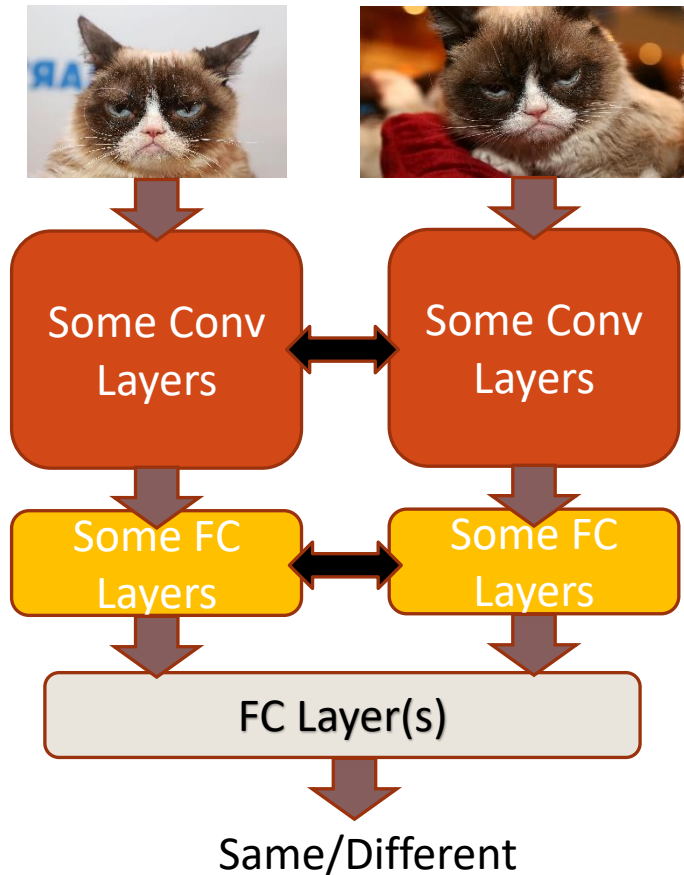 Some Conv
Layers
Some Conv
Layers
Some FC
Layers
Some FC
Layers
FC Layer(s)
Same/Different